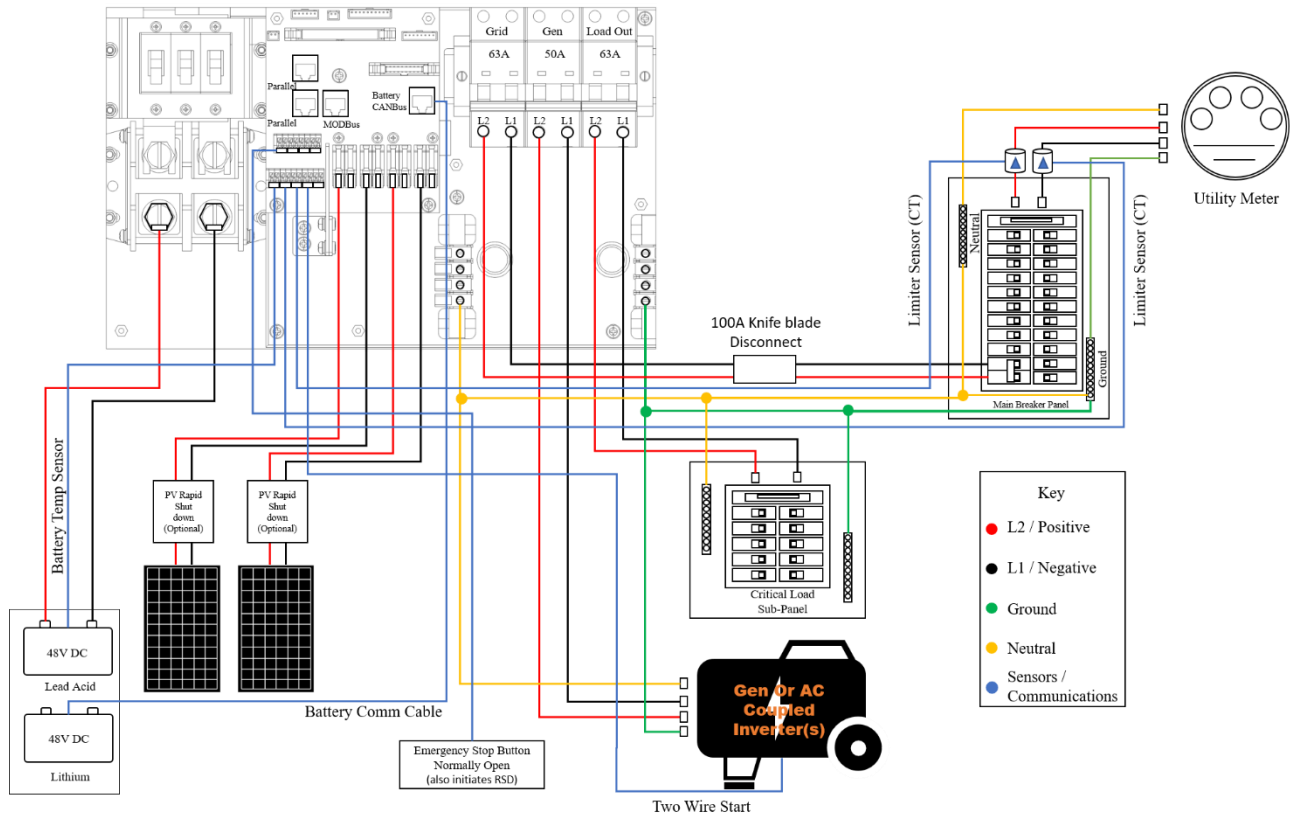 Grid Gen Load Out
63A 50A 63A
Parallel
Battery
CANBus
Parallel
MODBus
L2 L1 L2 L1 L2 L1
Utility Meter
Limiter Sensor (CT)
Neutral
Limiter Sensor (CT)
Ground
Main Breaker Panel
100A Knife blade
Disconnect
Battery Temp Sensor
PV Rapid
Shut
down
(Optional)
PV Rapid
Shut
down
(Optional)
Critical Load
Sub-Panel
Key
L2 / Positive
L1 / Negative
Ground
Neutral
Sensors /
Communications
48V DC
Lead Acid
48V DC
Lithium
Battery Comm Cable
Emergency Stop Button
Normally Open
(also initiates RSD)
Gen Or AC
Coupled
Inverter(s)
Two Wire Start